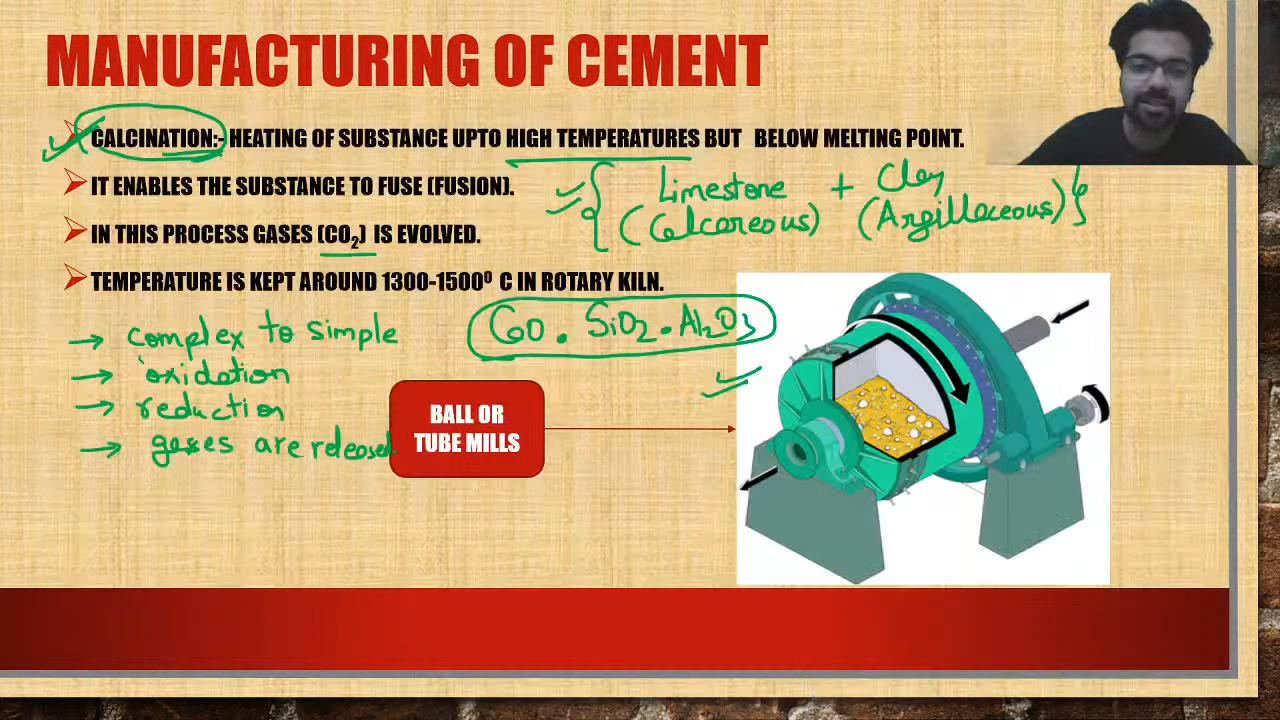 MANUFACTURING OF CEMENT
CALCINATION:- HEATING OF SUBSTANCE UPTO HIGH TEMPERATURES BUT BELOW MELTING POINT.
IT ENABLES THE SUBSTANCE TO FUSE (FUSION).
{ Limestone + Clay
(Calcareous) (Argillaceous) }
IN THIS PROCESS GASES (CO₂) IS EVOLVED.
TEMPERATURE IS KEPT AROUND 1300-1500⁰ C IN ROTARY KILN.
CaO . SiO₂ . Al₂O₃
→ complex to simple
→ oxidation
→ reduction
→ gases are released.
BALL OR
TUBE MILLS